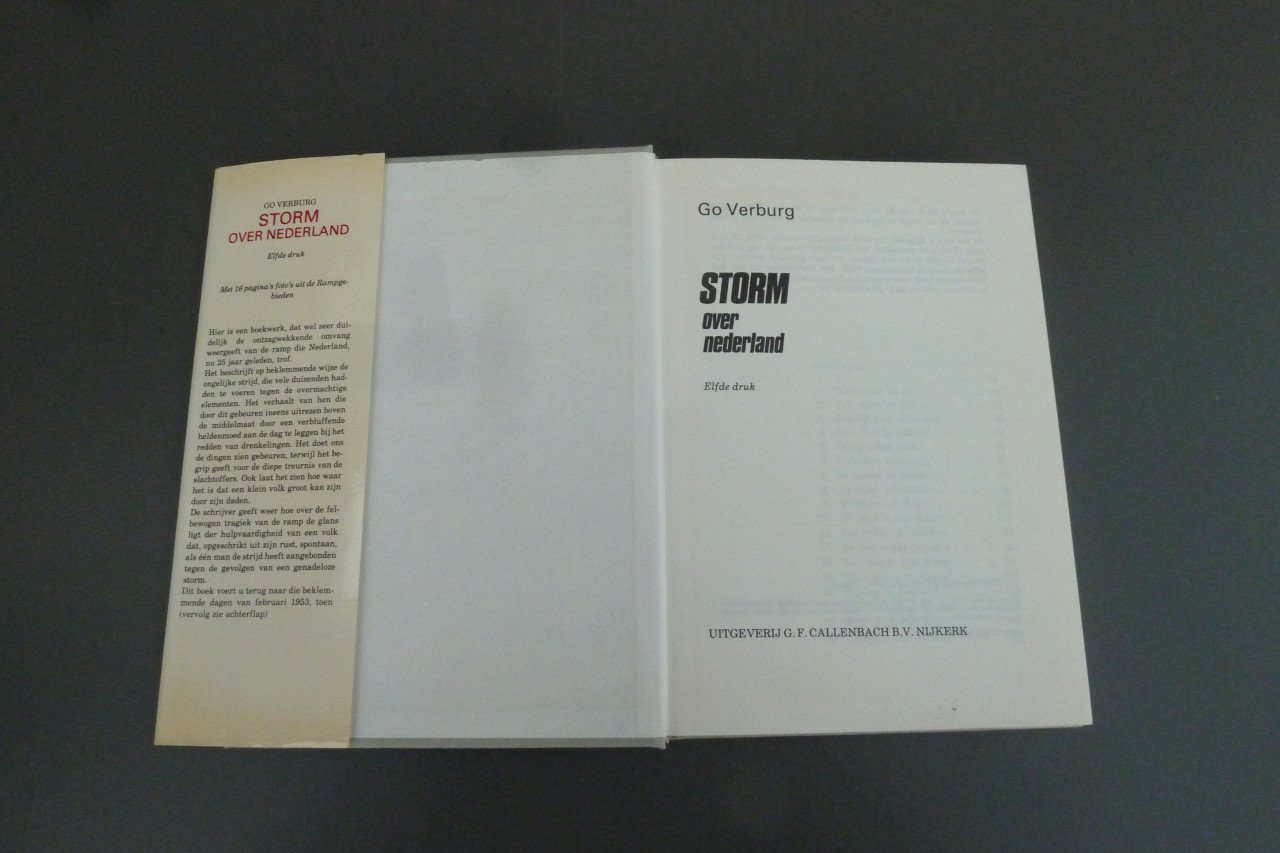 GO VERBURG
STORM
OVER NEDERLAND
Elfde druk
Met 16 pagina's foto's uit de Rampge-
bieden
Hier is een boekwerk, dat wel zeer dui-
delijk de ontzagwekkende omvang
weergeeft van de ramp die Nederland,
nu 25 jaar geleden, trof.
Het beschrijft op beklemmende wijze de
ongelijke strijd, die vele duizenden had-
den te voeren tegen de overmachtige
elementen. Het verhaalt van hen die
door dit gebeuren ineens uitrezen boven
de middelmaat door een verbluffende
heldenmoed aan de dag te leggen bij het
redden van drenkelingen. Het doet ons
de dingen zien gebeuren, terwijl het be-
grip geeft voor de diepe treurnis van de
slachtoffers. Ook laat het zien hoe waar
het is dat een klein volk groot kan zijn
door zijn daden.
De schrijver geeft weer hoe over de fel-
bewogen tragiek van de ramp de glans
ligt der hulpvaardigheid van een volk
dat, opgeschrikt uit zijn rust, spontaan,
als één man de strijd heeft aangebonden
tegen de gevolgen van een genadeloze
storm.
Dit boek voert u terug naar die beklem-
mende dagen van februari 1953, toen
(vervolg zie achterflap)
Go Verburg
STORM
over
nederland
Elfde druk
UITGEVERIJ G. F. CALLENBACH B.V. NIJKERK